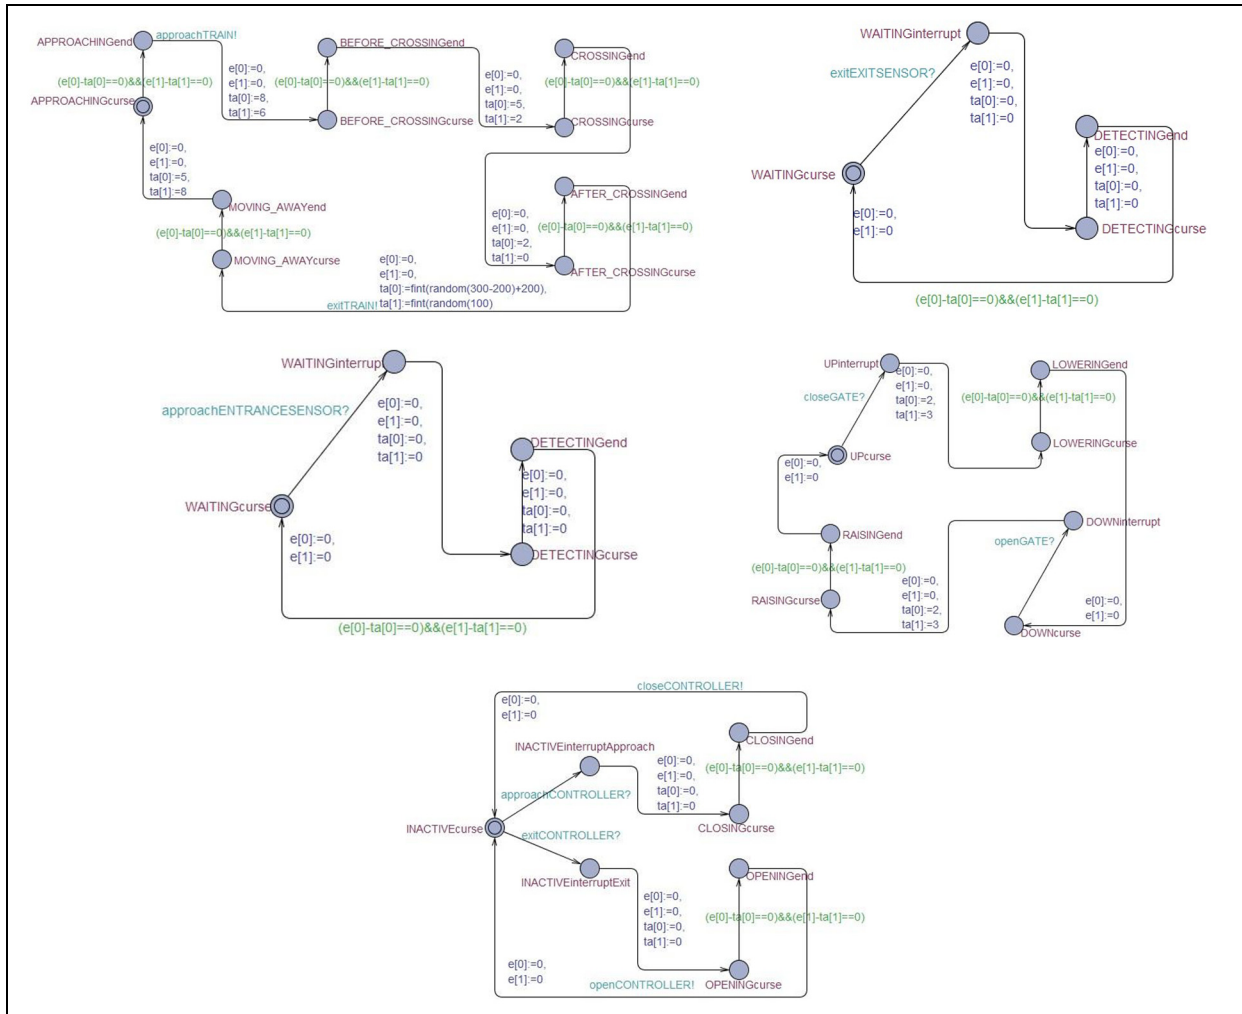 APPROACHINGend
approachTRAIN!
(e[0]-ta[0]==0)&&(e[1]-ta[1]==0)
APPROACHINGcurse
e[0]:=0,
e[1]:=0,
ta[0]:=8,
ta[1]:=6
BEFORE_CROSSINGend
(e[0]-ta[0]==0)&&(e[1]-ta[1]==0)
BEFORE_CROSSINGcurse
e[0]:=0,
e[1]:=0,
ta[0]:=5,
ta[1]:=2
CROSSINGend
(e[0]-ta[0]==0)&&(e[1]-ta[1]==0)
CROSSINGcurse
e[0]:=0,
e[1]:=0,
ta[0]:=5,
ta[1]:=8
MOVING_AWAYend
(e[0]-ta[0]==0)&&(e[1]-ta[1]==0)
MOVING_AWAYcurse
e[0]:=0,
e[1]:=0,
ta[0]:=2,
ta[1]:=0
AFTER_CROSSINGend
(e[0]-ta[0]==0)&&(e[1]-ta[1]==0)
AFTER_CROSSINGcurse
e[0]:=0,
e[1]:=0,
ta[0]:=fint(random(300-200)+200),
exitTRAIN! ta[1]:=fint(random(100)
WAITINGinterrupt
exitEXITSENSOR?
e[0]:=0,
e[1]:=0,
ta[0]:=0,
ta[1]:=0
DETECTINGend
e[0]:=0,
e[1]:=0,
ta[0]:=0,
ta[1]:=0
WAITINGcurse
e[0]:=0,
e[1]:=0
DETECTINGcurse
(e[0]-ta[0]==0)&&(e[1]-ta[1]==0)
WAITINGinterrup
approachENTRANCESENSOR?
e[0]:=0,
e[1]:=0,
ta[0]:=0,
ta[1]:=0
DETECTINGend
e[0]:=0,
e[1]:=0,
ta[0]:=0,
ta[1]:=0
WAITINGcurse
e[0]:=0,
e[1]:=0
DETECTINGcurse
(e[0]-ta[0]==0)&&(e[1]-ta[1]==0)
UPinterrupt
closeGATE?
e[0]:=0,
e[1]:=0,
ta[0]:=2,
ta[1]:=3
LOWERINGend
(e[0]-ta[0]==0)&&(e[1]-ta[1]==0)
LOWERINGcurse
UPcurse
e[0]:=0,
e[1]:=0
RAISINGend
(e[0]-ta[0]==0)&&(e[1]-ta[1]==0)
RAISINGcurse
e[0]:=0,
e[1]:=0,
ta[0]:=2,
ta[1]:=3
DOWNinterrupt
openGATE?
e[0]:=0,
e[1]:=0
DOWNcurse
closeCONTROLLER!
e[0]:=0,
e[1]:=0
INACTIVEinterruptApproach
approachCONTROLLER?
e[0]:=0,
e[1]:=0,
ta[0]:=0,
ta[1]:=0
CLOSINGend
(e[0]-ta[0]==0)&&(e[1]-ta[1]==0)
CLOSINGcurse
INACTIVEcurse
exitCONTROLLER?
INACTIVEinterruptExit
e[0]:=0,
e[1]:=0,
ta[0]:=0,
ta[1]:=0
OPENINGend
(e[0]-ta[0]==0)&&(e[1]-ta[1]==0)
OPENINGcurse
e[0]:=0,
e[1]:=0
openCONTROLLER!